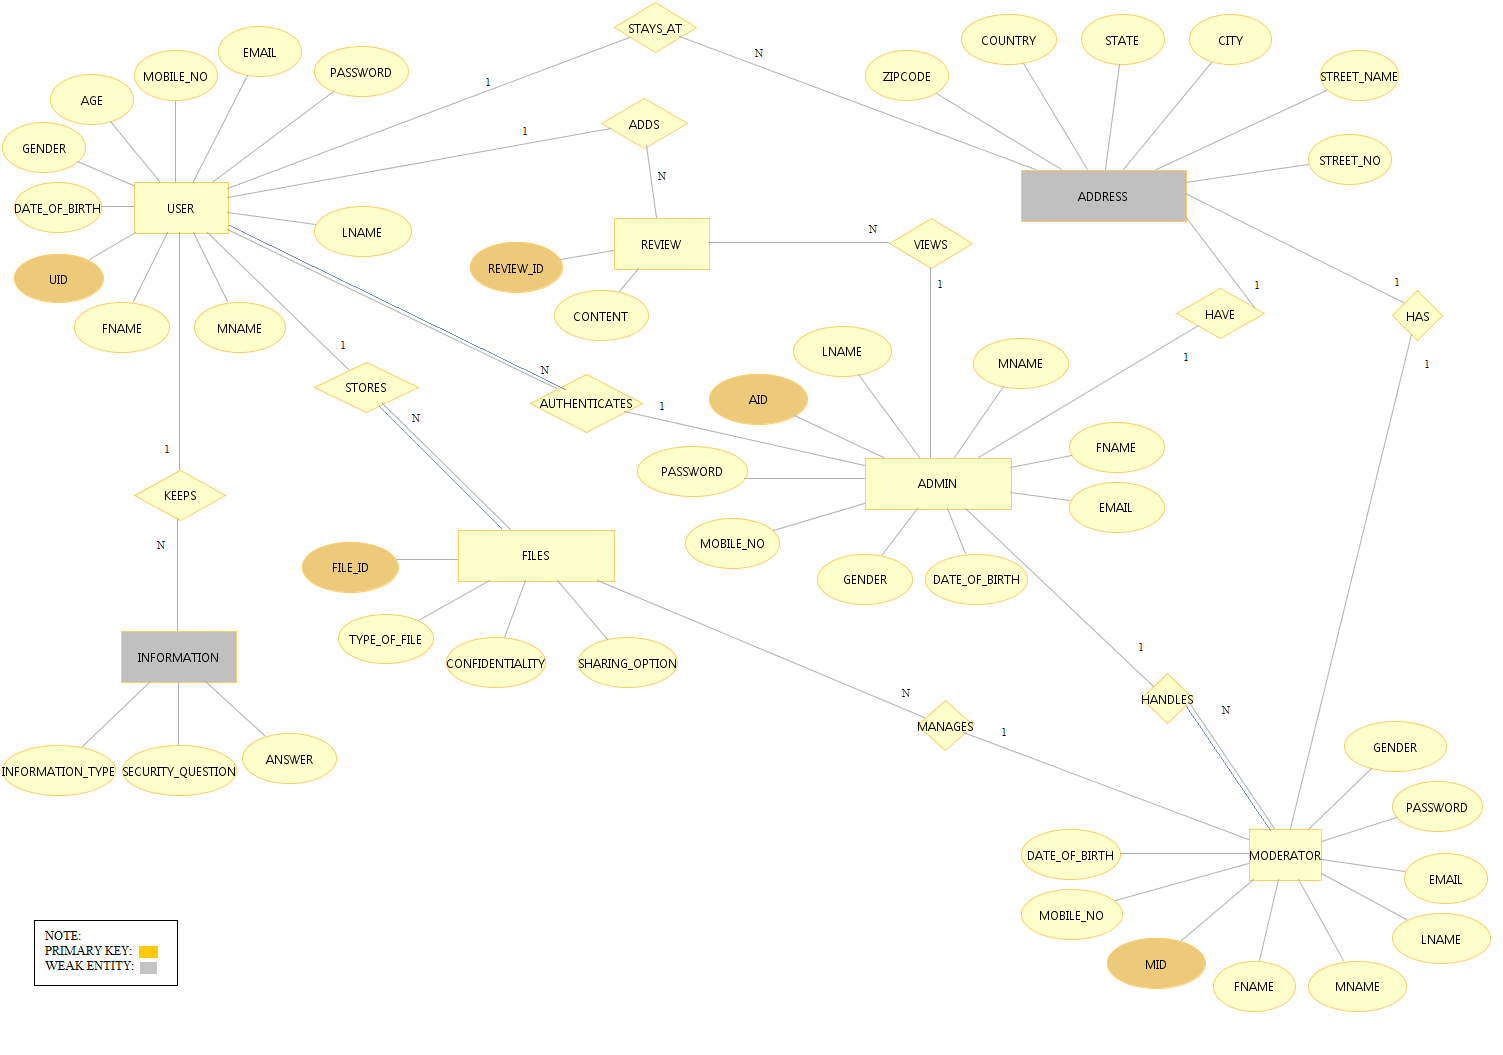 STAYS_AT
COUNTRY
STATE
CITY
EMAIL
N
MOBILE_NO
PASSWORD
ZIPCODE
STREET_NAME
1
AGE
ADDS
1
GENDER
STREET_NO
N
ADDRESS
DATE_OF_BIRTH
USER
LNAME
N
REVIEW
VIEWS
REVIEW_ID
UID
1
1
1
CONTENT
HAVE
HAS
FNAME
MNAME
1
LNAME
1
MNAME
1
N
STORES
AID
AUTHENTICATES
1
N
1
FNAME
PASSWORD
ADMIN
KEEPS
EMAIL
N
MOBILE_NO
FILES
FILE_ID
GENDER
DATE_OF_BIRTH
TYPE_OF_FILE
CONFIDENTIALITY
SHARING_OPTION
1
INFORMATION
N
HANDLES
N
MANAGES
1
INFORMATION_TYPE
SECURITY_QUESTION
ANSWER
GENDER
PASSWORD
DATE_OF_BIRTH
MODERATOR
EMAIL
MOBILE_NO
LNAME
MID
FNAME
MNAME
NOTE:
PRIMARY KEY:
WEAK ENTITY: